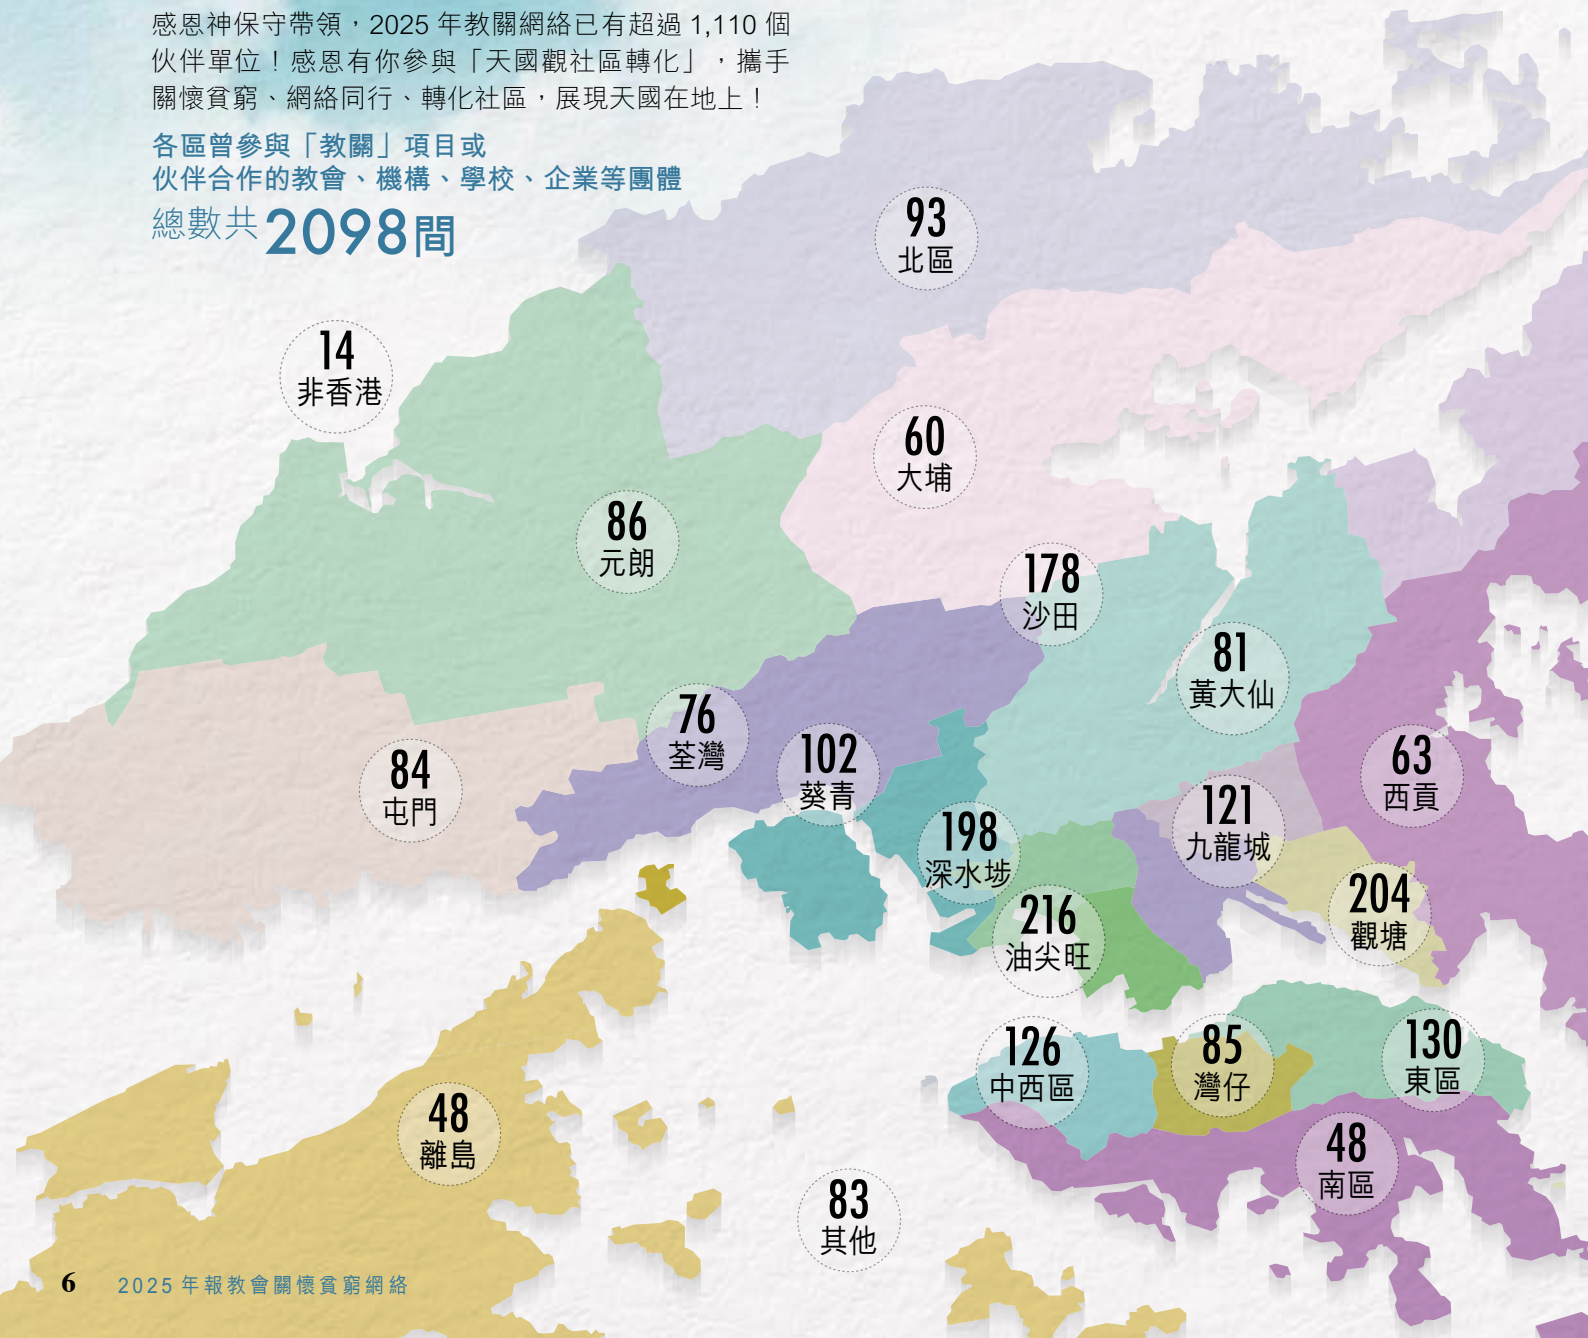 感恩神保守帶領，2025 年教關網絡已有超過 1,110 個
伙伴單位！感恩有你參與「天國觀社區轉化」，攜手
關懷貧窮、網絡同行、轉化社區，展現天國在地上！
各區曾參與「教關」項目或
伙伴合作的教會、機構、學校、企業等團體
總數共2098間
93
北區
14
非香港
60
大埔
86
元朗
178
沙田
81
黃大仙
76
荃灣
102
葵青
84
屯門
63
西貢
121
九龍城
198
深水埗
204
觀塘
216
油尖旺
126
中西區
85
灣仔
130
東區
48
離島
48
南區
83
其他
6 2025 年報教會關懷貧窮網絡